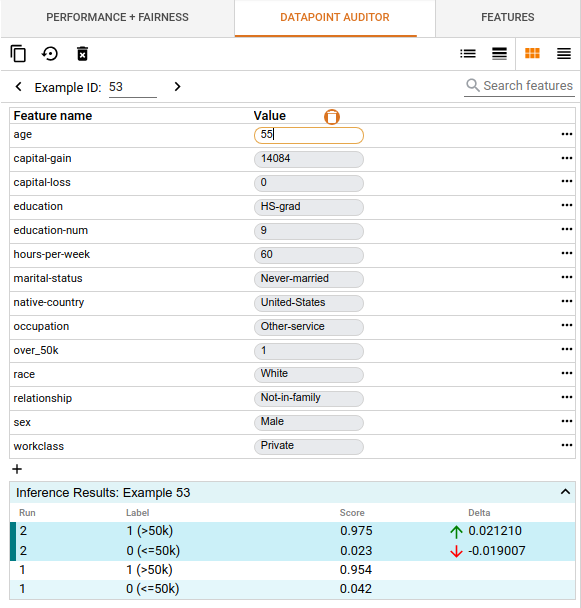 PERFORMANCE + FAIRNESS DATAPOINT AUDITOR FEATURES
Example ID: 53 Search features
Feature name Value
age 55
capital-gain 14084
capital-loss 0
education HS-grad
education-num 9
hours-per-week 60
marital-status Never-married
native-country United-States
occupation Other-service
over_50k 1
race White
relationship Not-in-family
sex Male
workclass Private
Inference Results: Example 53
Run Label Score Delta
2 1 (>50k) 0.975 0.021210
2 0 (<=50k) 0.023 -0.019007
1 1 (>50k) 0.954
1 0 (<=50k) 0.042